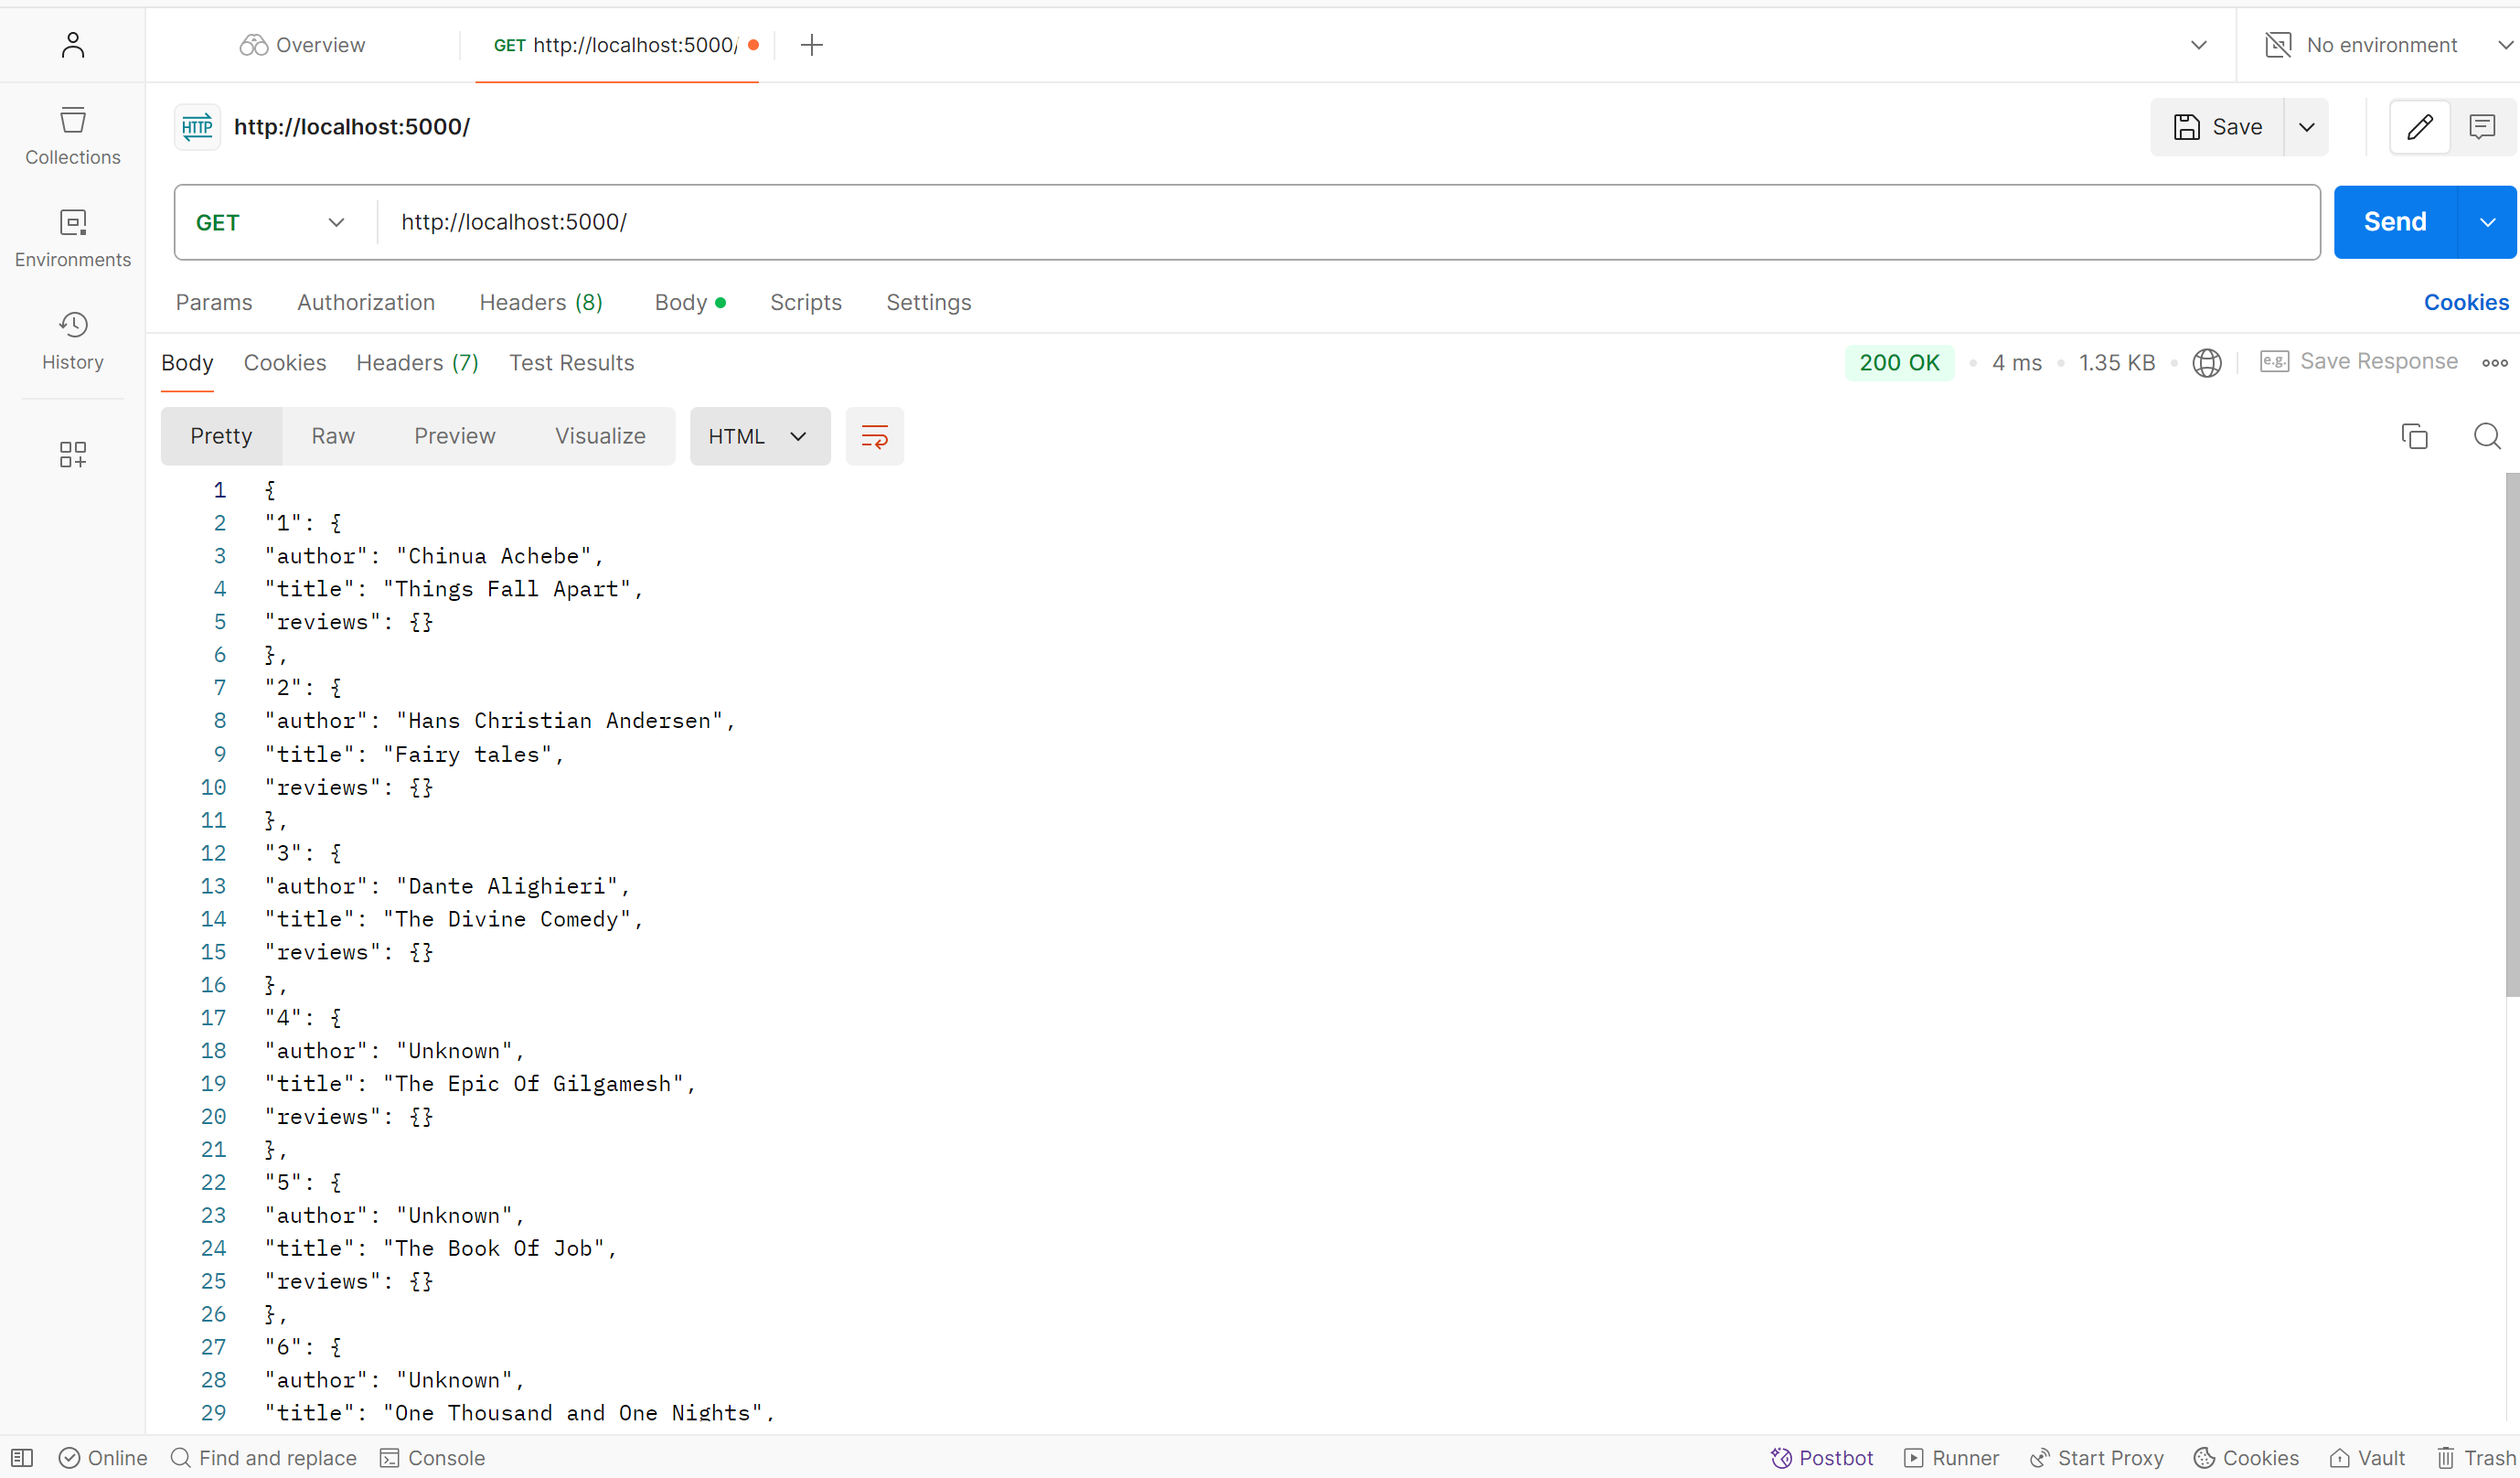 Overview
GET http://localhost:5000/
No environment
Collections
Environments
History
HTTP http://localhost:5000/
Save
GET http://localhost:5000/
Send
Params Authorization Headers (8) Body Scripts Settings Cookies
Body Cookies Headers (7) Test Results 200 OK 4 ms 1.35 KB e.g. Save Response
Pretty Raw Preview Visualize HTML
1 {
2 "1": {
3 "author": "Chinua Achebe",
4 "title": "Things Fall Apart",
5 "reviews": {}
6 },
7 "2": {
8 "author": "Hans Christian Andersen",
9 "title": "Fairy tales",
10 "reviews": {}
11 },
12 "3": {
13 "author": "Dante Alighieri",
14 "title": "The Divine Comedy",
15 "reviews": {}
16 },
17 "4": {
18 "author": "Unknown",
19 "title": "The Epic Of Gilgamesh",
20 "reviews": {}
21 },
22 "5": {
23 "author": "Unknown",
24 "title": "The Book Of Job",
25 "reviews": {}
26 },
27 "6": {
28 "author": "Unknown",
29 "title": "One Thousand and One Nights",
Online Find and replace Console Postbot Runner Start Proxy Cookies Vault Trash